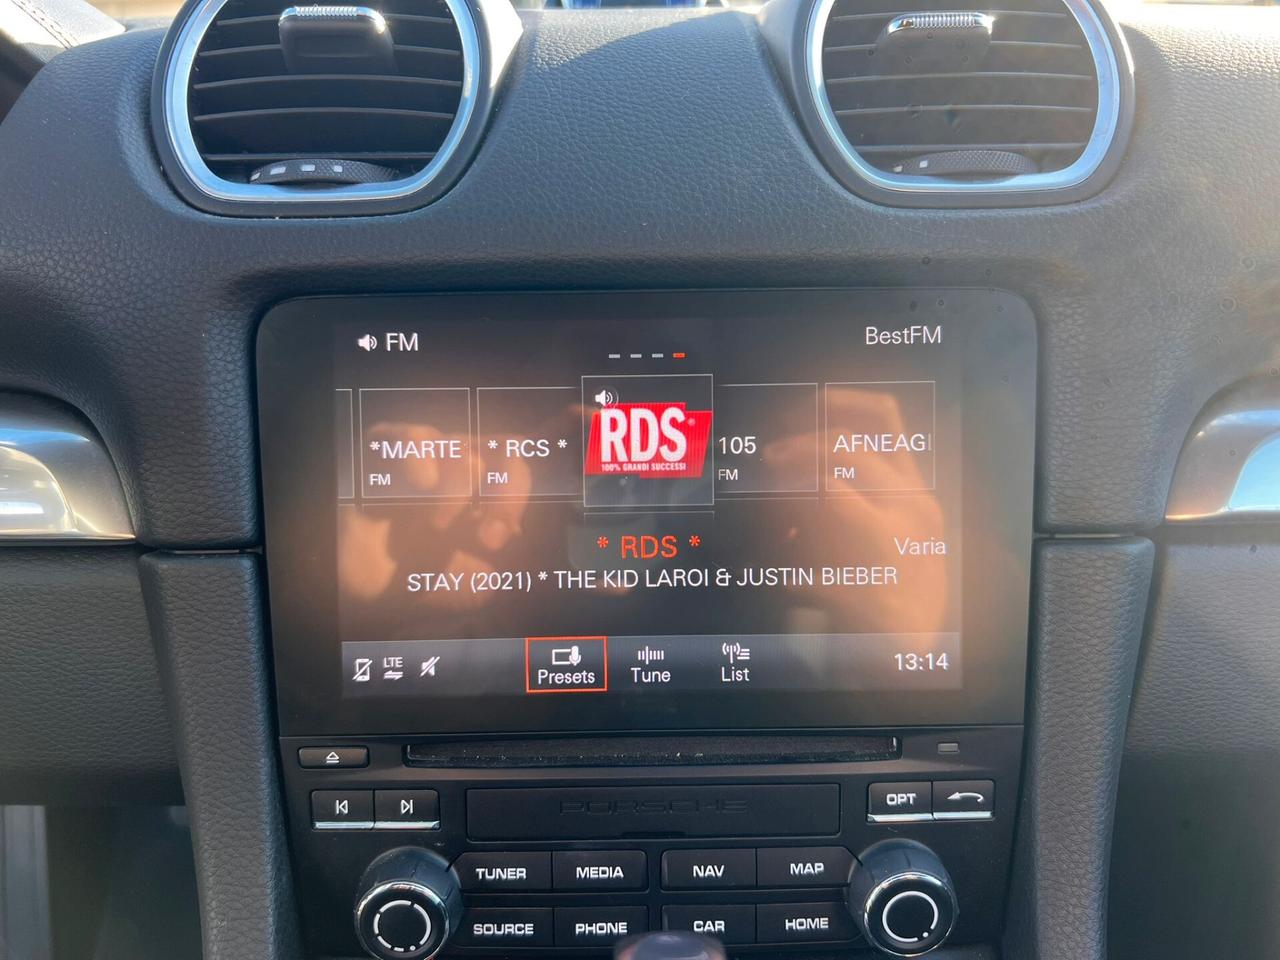 FM
BestFM
*MARTE
FM
* RCS *
FM
RDS
100% GRANDI SUCCESSI
105
FM
AFNEAGI
FM
* RDS *
Varia
STAY (2021) * THE KID LAROI & JUSTIN BIEBER
LTE
Presets
Tune
List
13:14
PORSCHE
OPT
TUNER
MEDIA
NAV
MAP
SOURCE
PHONE
CAR
HOME